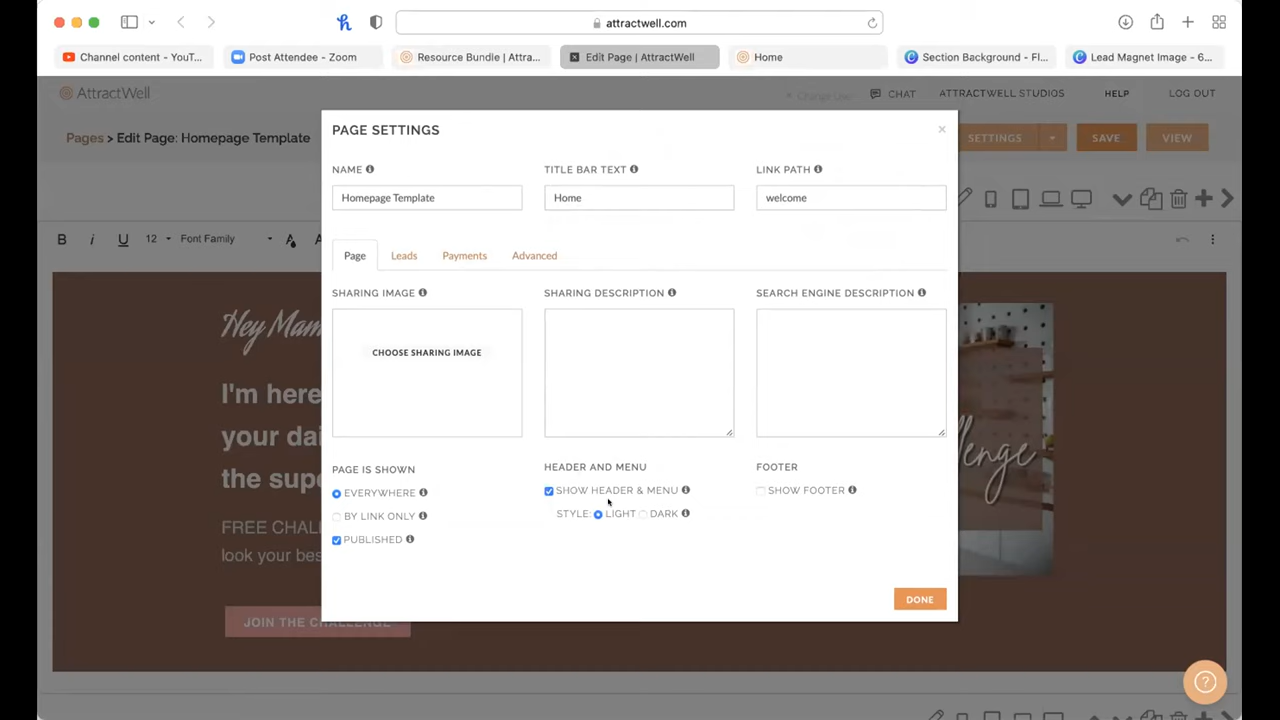 attractwell.com
Channel content - YouT...
Post Attendee - Zoom
Resource Bundle | Attra...
Edit Page | AttractWell
Home
Section Background - Fl...
Lead Magnet Image - 6...
AttractWell
CHAT
ATTRACTWELL STUDIOS
HELP
LOG OUT
Pages > Edit Page: Homepage Template
SETTINGS
SAVE
VIEW
PAGE SETTINGS
NAME
TITLE BAR TEXT
LINK PATH
Homepage Template
Home
welcome
B i U 12 Font Family A
Page
Leads
Payments
Advanced
SHARING IMAGE
SHARING DESCRIPTION
SEARCH ENGINE DESCRIPTION
CHOOSE SHARING IMAGE
Hey Mam
I'm here
your dai
the supe
FREE CHAL
look your bes
JOIN THE CHALLENGE
PAGE IS SHOWN
HEADER AND MENU
FOOTER
EVERYWHERE
SHOW HEADER & MENU
SHOW FOOTER
BY LINK ONLY
STYLE: LIGHT DARK
PUBLISHED
DONE